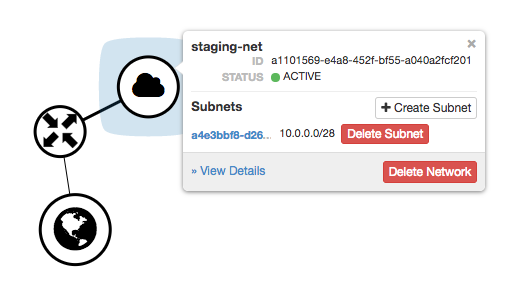 staging-net
ID a1101569-e4a8-452f-bf55-a040a2fcf201
STATUS ACTIVE
Subnets
Create Subnet
a4e3bbf8-d26... 10.0.0.0/28 Delete Subnet
» View Details
Delete Network